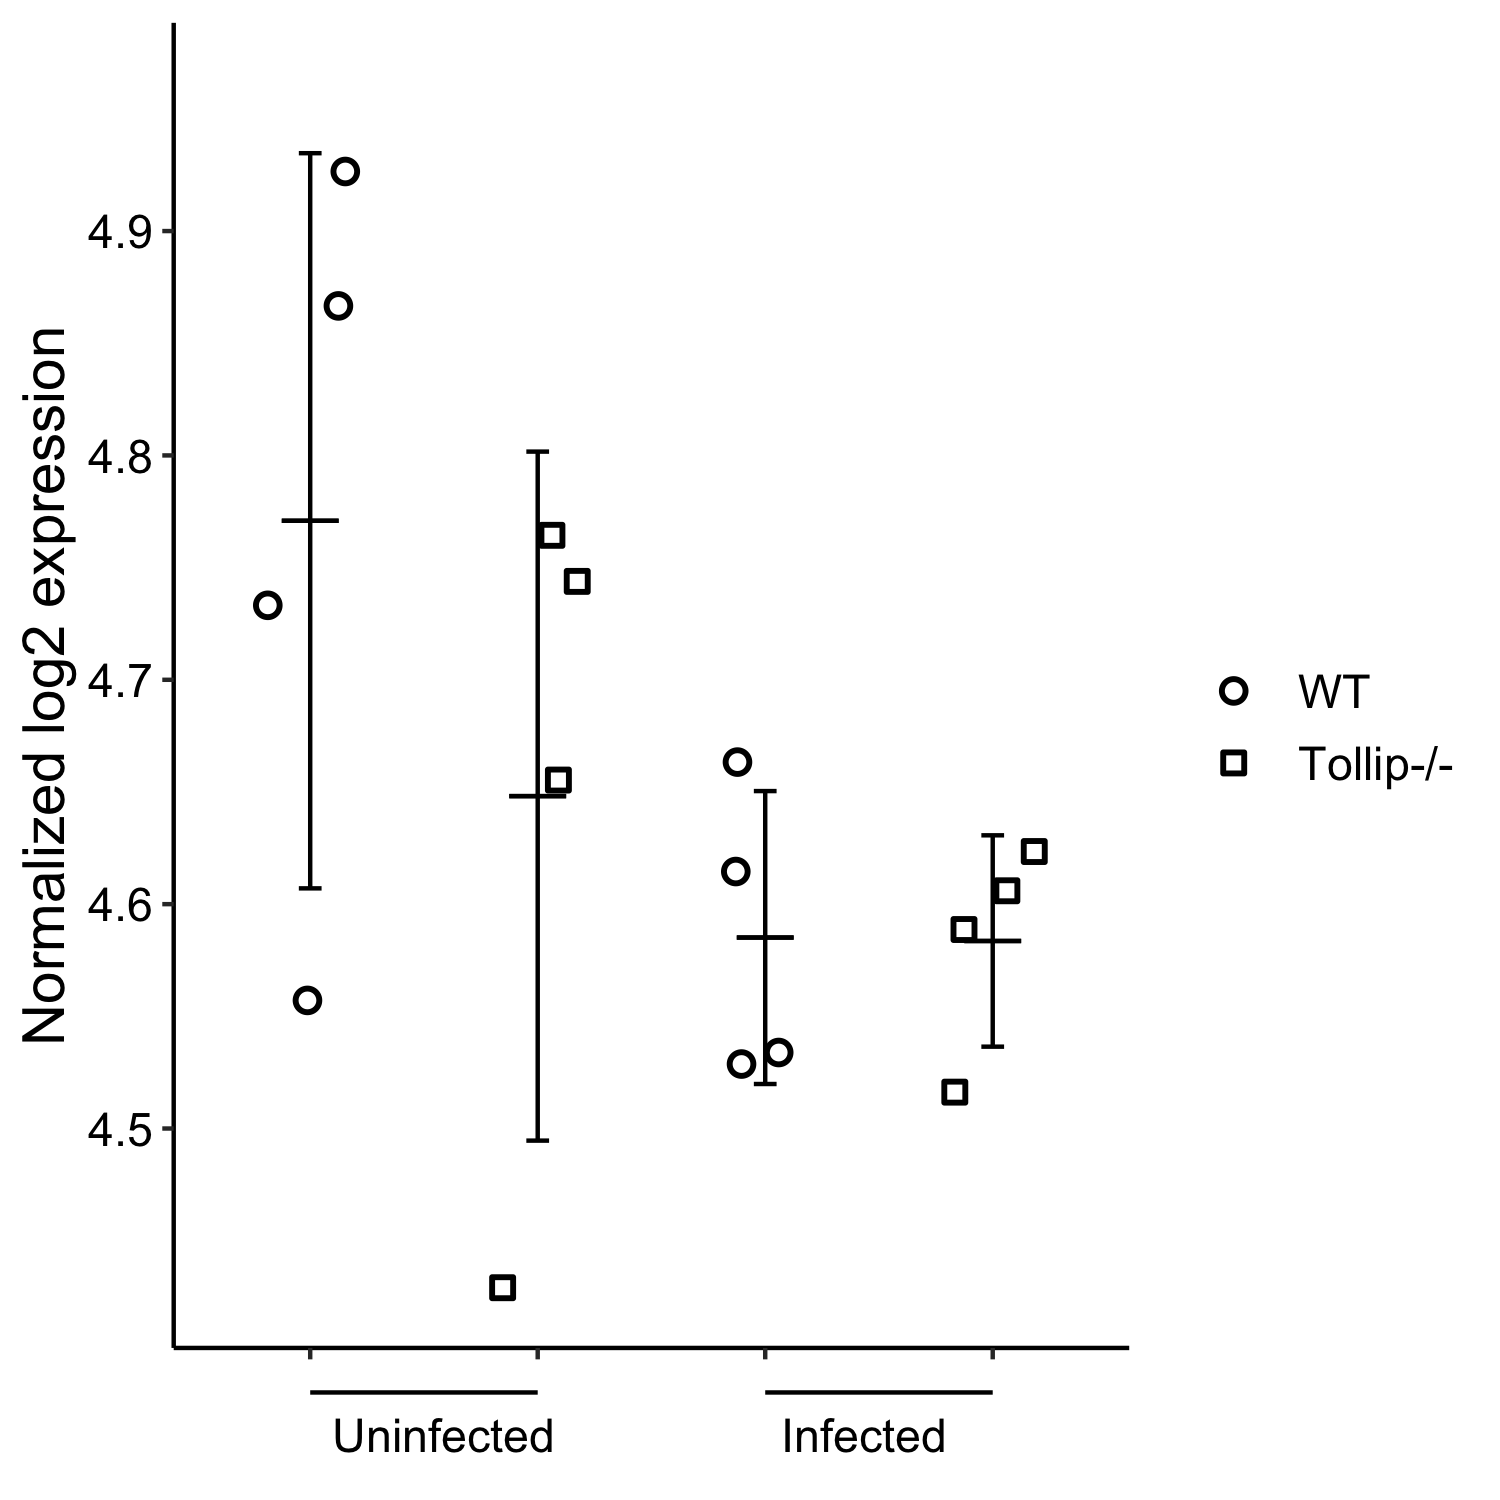 Normalized log2 expression
4.9
4.8
4.7
4.6
4.5
Uninfected
Infected
WT
Tollip-/-